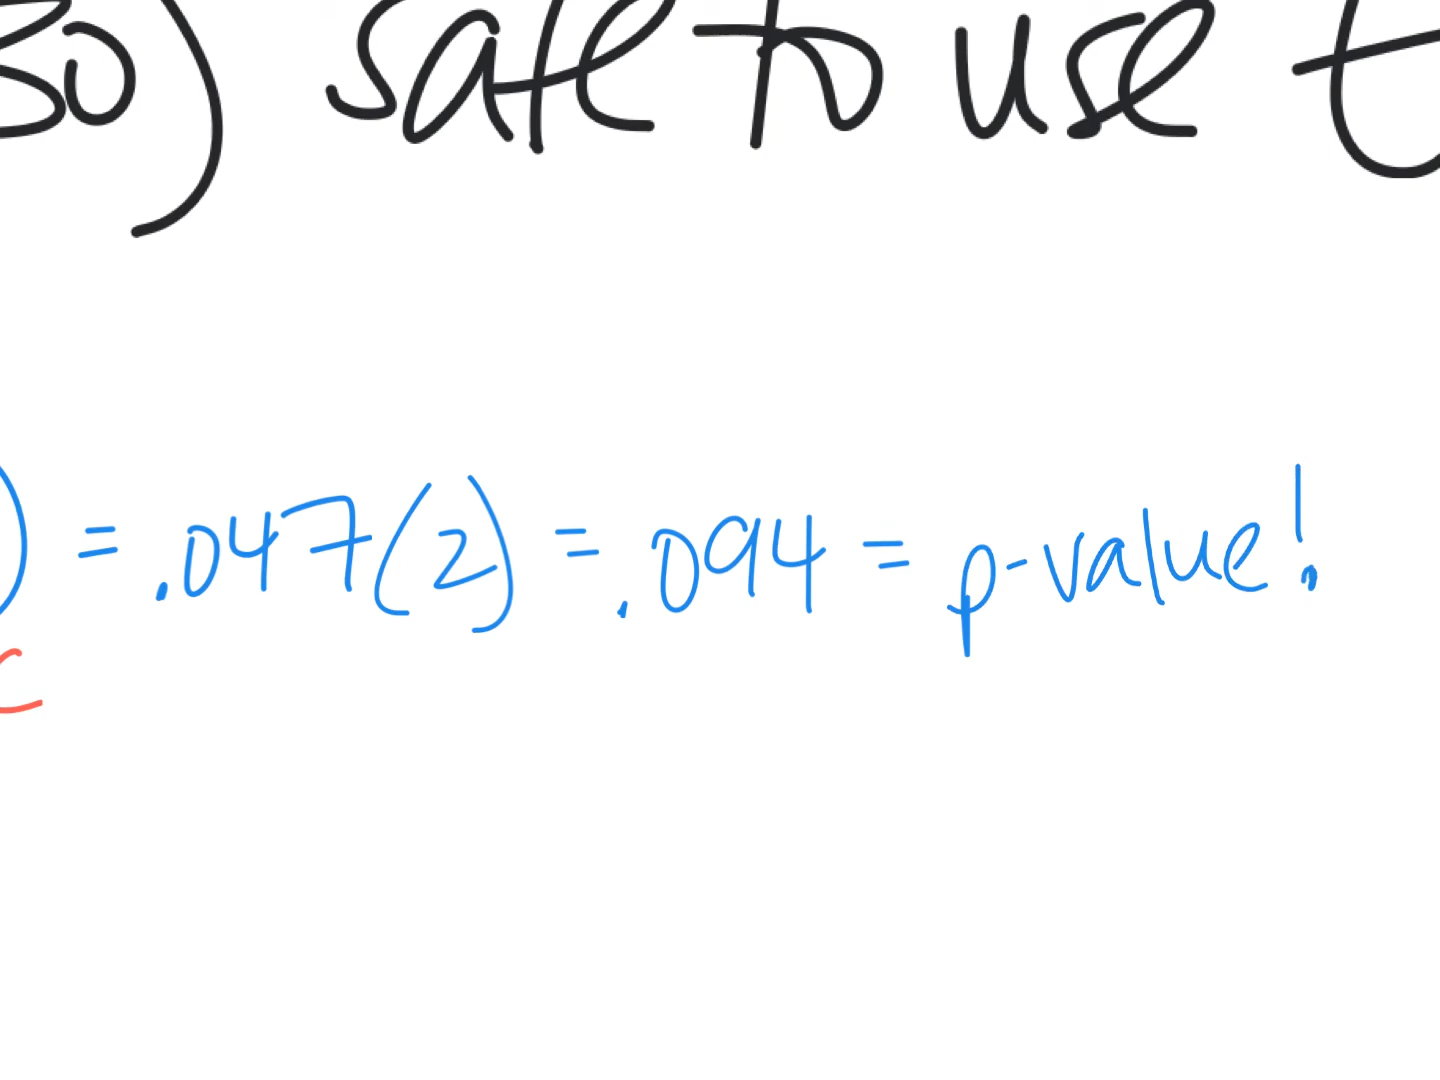 30) safe to use t
) = .047(2) = .094 = p-value!